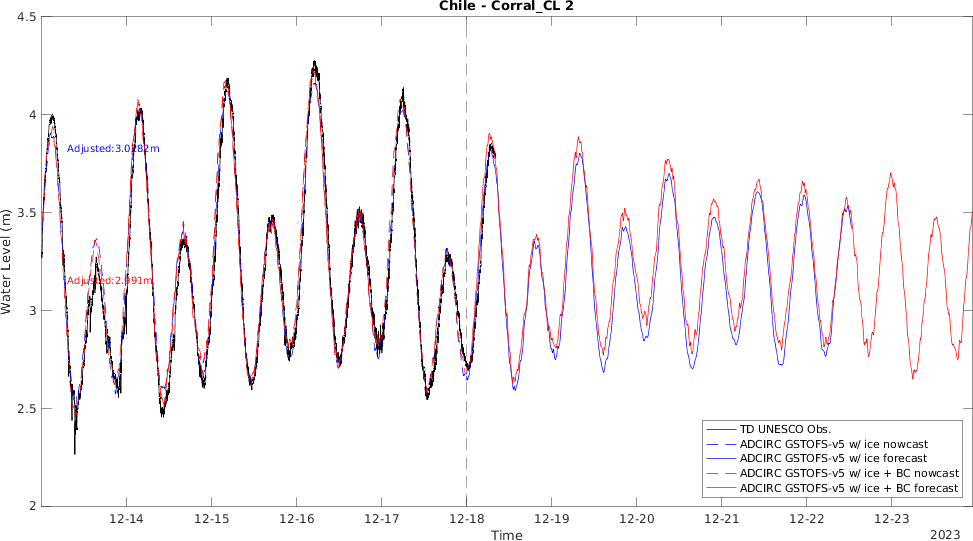 Chile - Corral_CL 2
Water Level (m)
4.5
4
3.5
3
2.5
2
Adjusted:3.0282m
Adjusted:2.991m
TD UNESCO Obs.
ADCIRC GSTOFS-v5 w/ ice nowcast
ADCIRC GSTOFS-v5 w/ ice forecast
ADCIRC GSTOFS-v5 w/ ice + BC nowcast
ADCIRC GSTOFS-v5 w/ ice + BC forecast
12-14 12-15 12-16 12-17 12-18 12-19 12-20 12-21 12-22 12-23
Time
2023